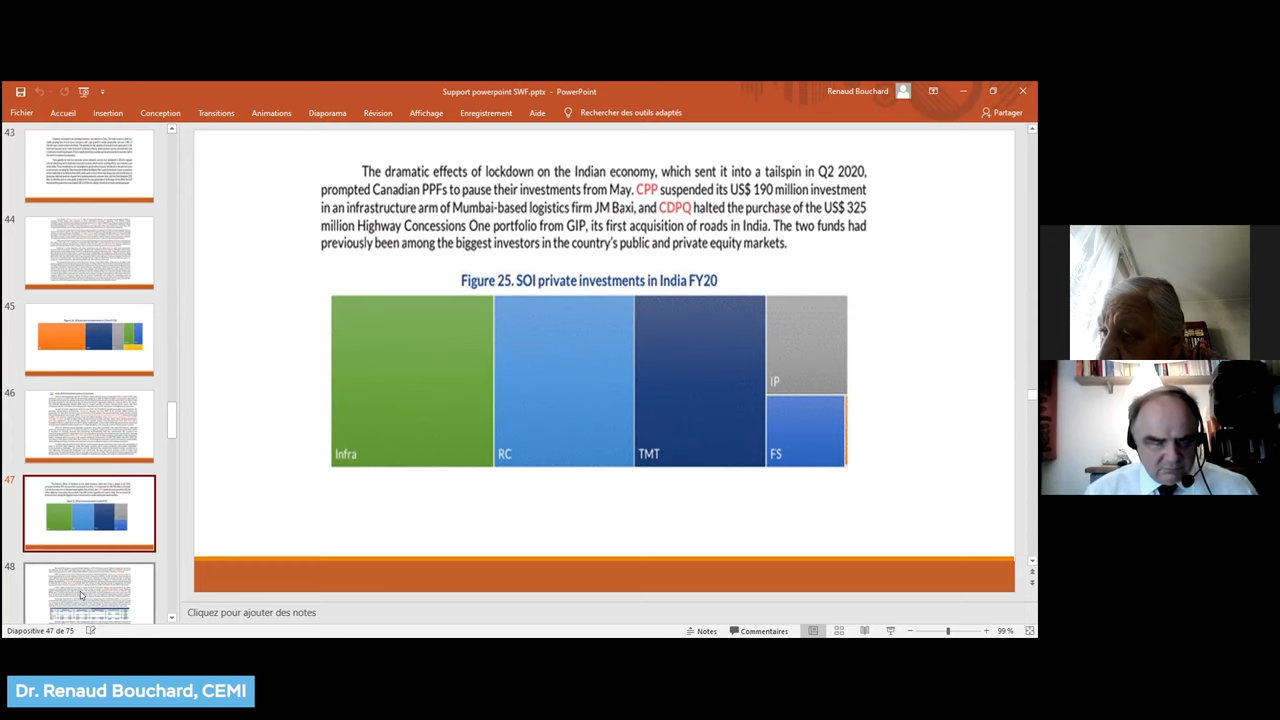 Support powerpoint SWF.pptx - PowerPoint
Renaud Bouchard
Fichier Accueil Insertion Conception Transitions Animations Diaporama Révision Affichage Enregistrement Aide Rechercher des outils adaptés Partager
43
44
45
46
47
48
The dramatic effects of lockdown on the Indian economy, which sent it into a tailspin in Q2 2020,
prompted Canadian PPFs to pause their investments from May. CPP suspended its US$ 190 million investment
in an infrastructure arm of Mumbai-based logistics firm JM Baxi, and CDPQ halted the purchase of the US$ 325
million Highway Concessions One portfolio from GIP, its first acquisition of roads in India. The two funds had
previously been among the biggest investors in the country's public and private equity markets.
Figure 25. SOI private investments in India FY20
IP
Infra RC TMT FS
Cliquez pour ajouter des notes
Diapositive 47 de 75 Notes Commentaires 99 %
Dr. Renaud Bouchard, CEMI